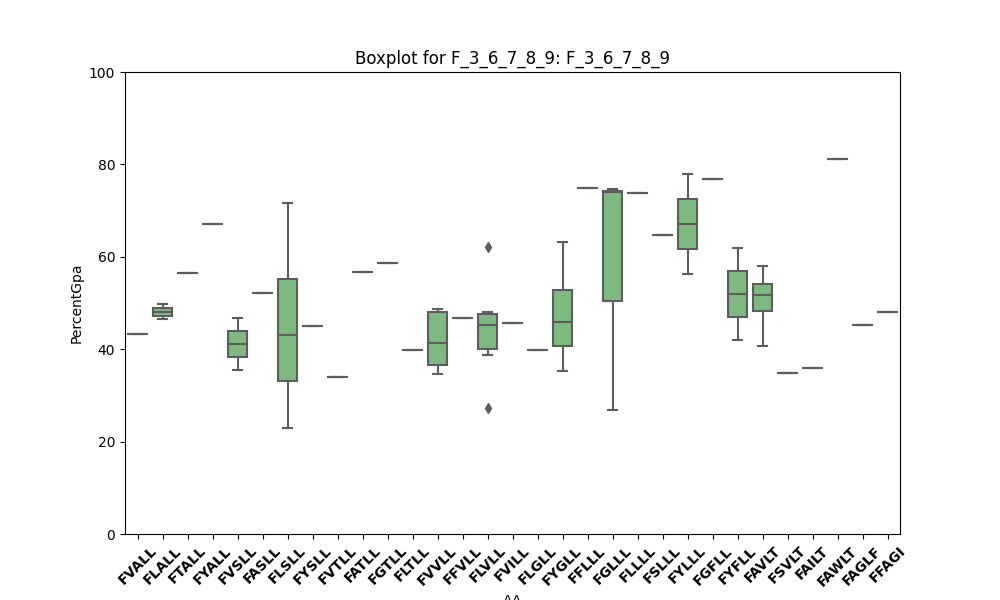 Boxplot for F_3_6_7_8_9: F_3_6_7_8_9
100
80
60
40
20
0
PercentGpa
FVALL FLALL FTALL FYALL FVSLL FASLL FLSLL FYSLL FVTLL FATLL FGTLL FLTLL FVVLL FFVLL FLVLL FVILL FLGLL FYGLL FFLLL FGLLL FLLLL FSLLL FYLLL FGFLL FYFLL FAVLT FSVLT FAILT FAWLT FAGLF FFAGI
AA